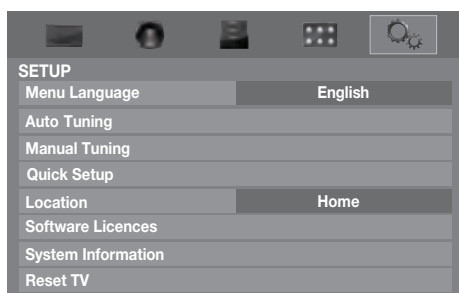 SETUP
Menu Language English
Auto Tuning
Manual Tuning
Quick Setup
Location Home
Software Licences
System Information
Reset TV